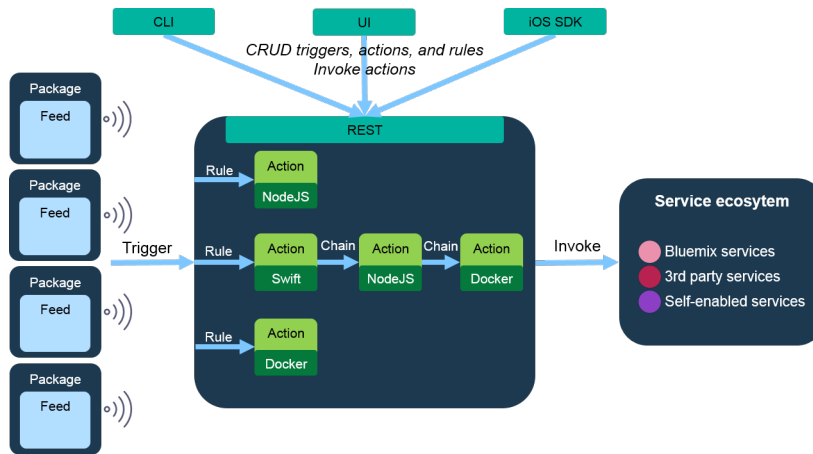 CLI
UI
iOS SDK
CRUD triggers, actions, and rules
Invoke actions
Package
Feed
Package
Feed
Package
Feed
Package
Feed
Trigger
REST
Rule
Action
NodeJS
Rule
Action
Swift
Chain
Action
NodeJS
Chain
Action
Docker
Rule
Action
Docker
Invoke
Service ecosytem
Bluemix services
3rd party services
Self-enabled services